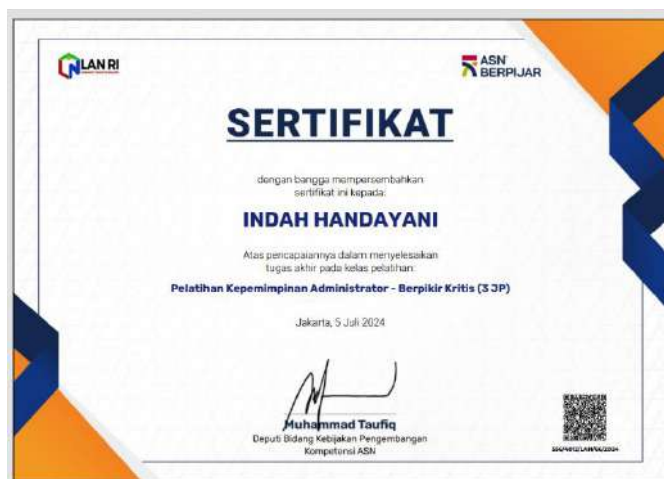 LAN RI
ASN
BERPIJAR
SERTIFIKAT
dengan bangga mempersembahkan
sertifikat ini kepada:
INDAH HANDAYANI
Atas pencapaiannya dalam menyelesaikan
tugas akhir pada kelas pelatihan:
Pelatihan Kepemimpinan Administrator - Berpikir Kritis (3 JP)
Jakarta, 5 Juli 2024
Muhammad Taufiq
Deputi Bidang Kebijakan Pengembangan
Kompetensi ASN